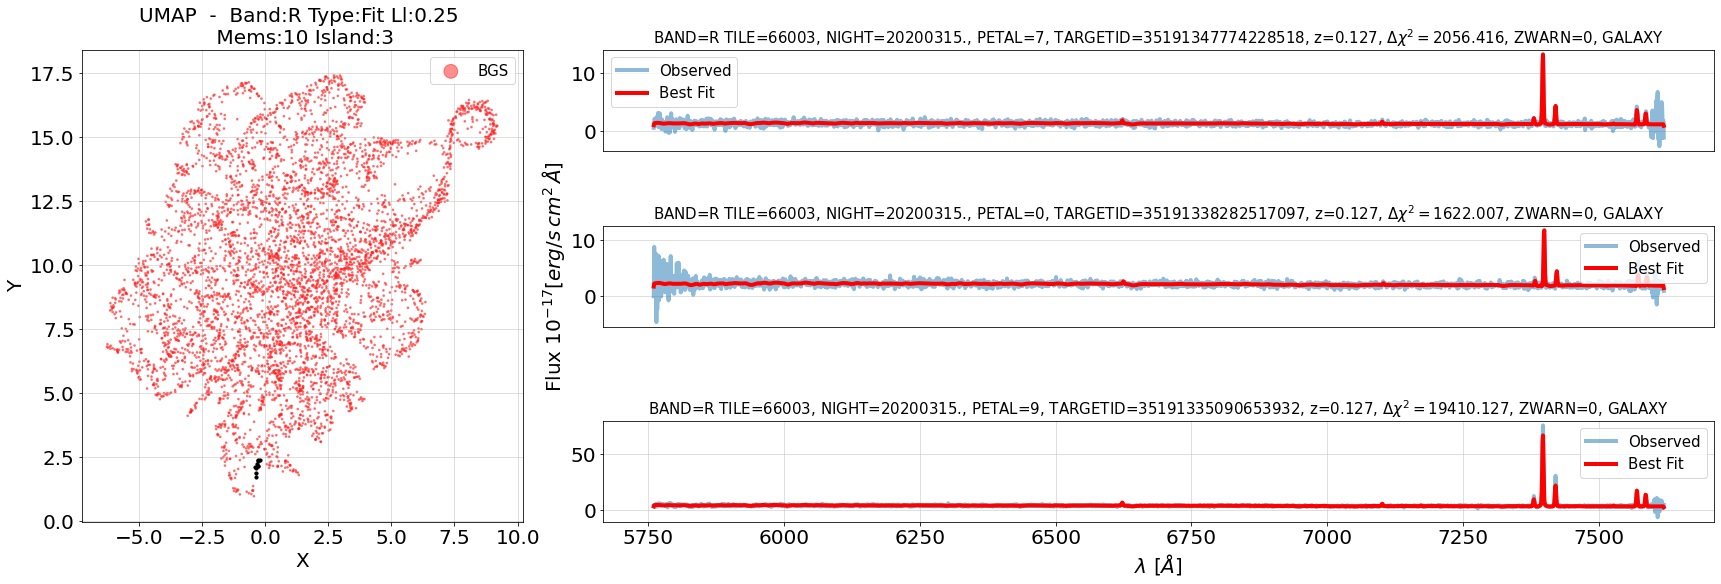 UMAP - Band:R Type:Fit Ll:0.25
Mems:10 Island:3
BGS
17.5
15.0
12.5
10.0
7.5
5.0
2.5
0.0
Y
−5.0 −2.5 0.0 2.5 5.0 7.5 10.0
X
Flux 10⁻¹⁷[erg/s cm² Å]
BAND=R TILE=66003, NIGHT=20200315., PETAL=7, TARGETID=35191347774228518, z=0.127, Δχ² = 2056.416, ZWARN=0, GALAXY
Observed
Best Fit
10
0
BAND=R TILE=66003, NIGHT=20200315., PETAL=0, TARGETID=35191338282517097, z=0.127, Δχ² = 1622.007, ZWARN=0, GALAXY
Observed
Best Fit
10
0
BAND=R TILE=66003, NIGHT=20200315., PETAL=9, TARGETID=35191335090653932, z=0.127, Δχ² = 19410.127, ZWARN=0, GALAXY
Observed
Best Fit
50
0
5750 6000 6250 6500 6750 7000 7250 7500
λ [Å]